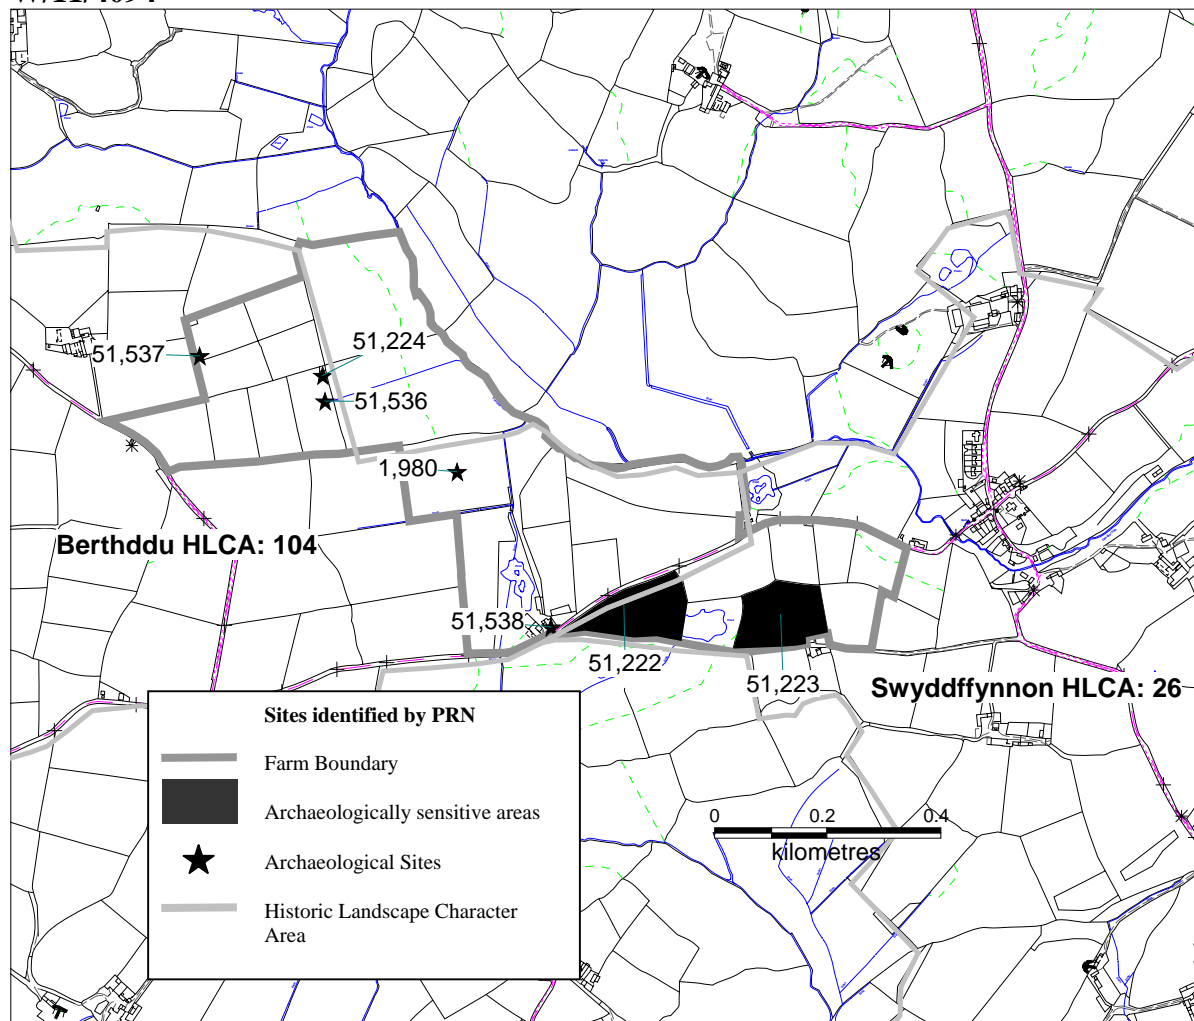 51,537
51,224
51,536
1,980
Berthddu HLCA: 104
51,538
51,222
51,223
Swyddffynnon HLCA: 26
Sites identified by PRN
Farm Boundary
Archaeologically sensitive areas
Archaeological Sites
Historic Landscape Character
Area
0 0.2 0.4
kilometres